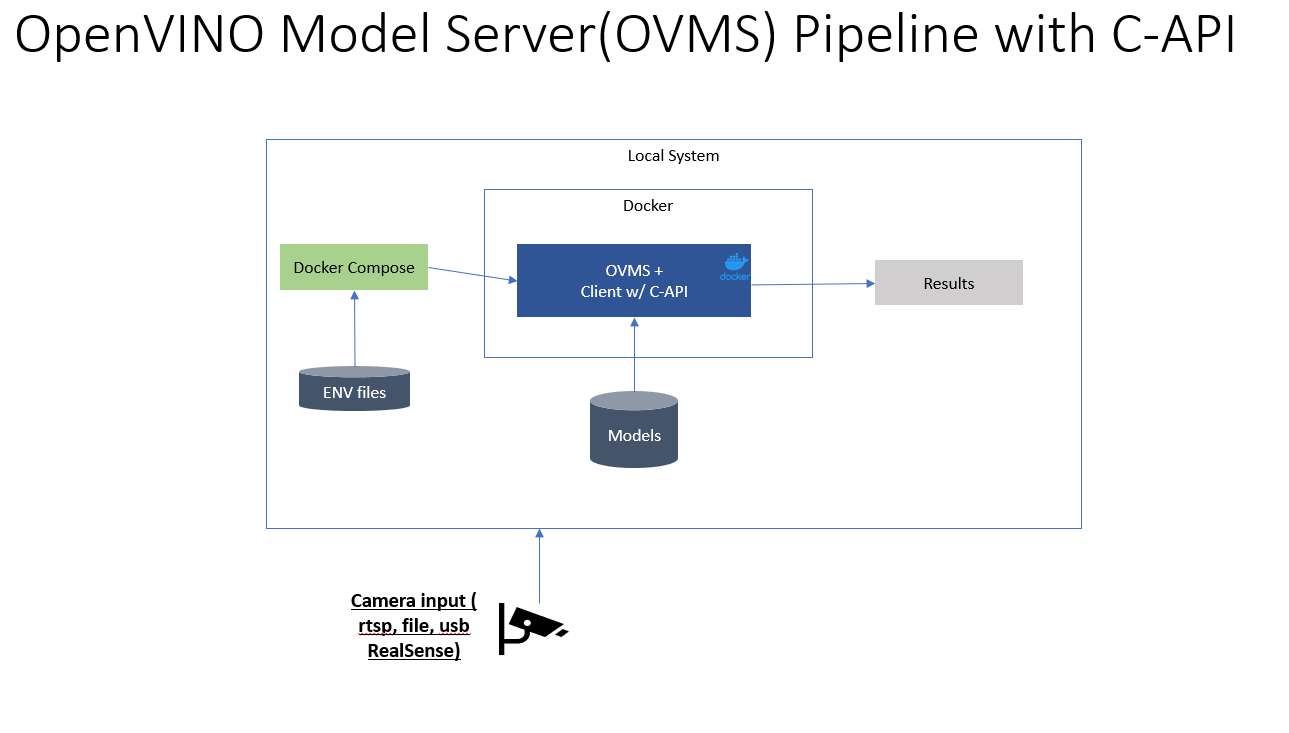 OpenVINO Model Server(OVMS) Pipeline with C-API
Local System
Docker
Docker Compose
OVMS +
Client w/ C-API
docker
Results
ENV files
Models
Camera input (
rtsp, file, usb
RealSense)